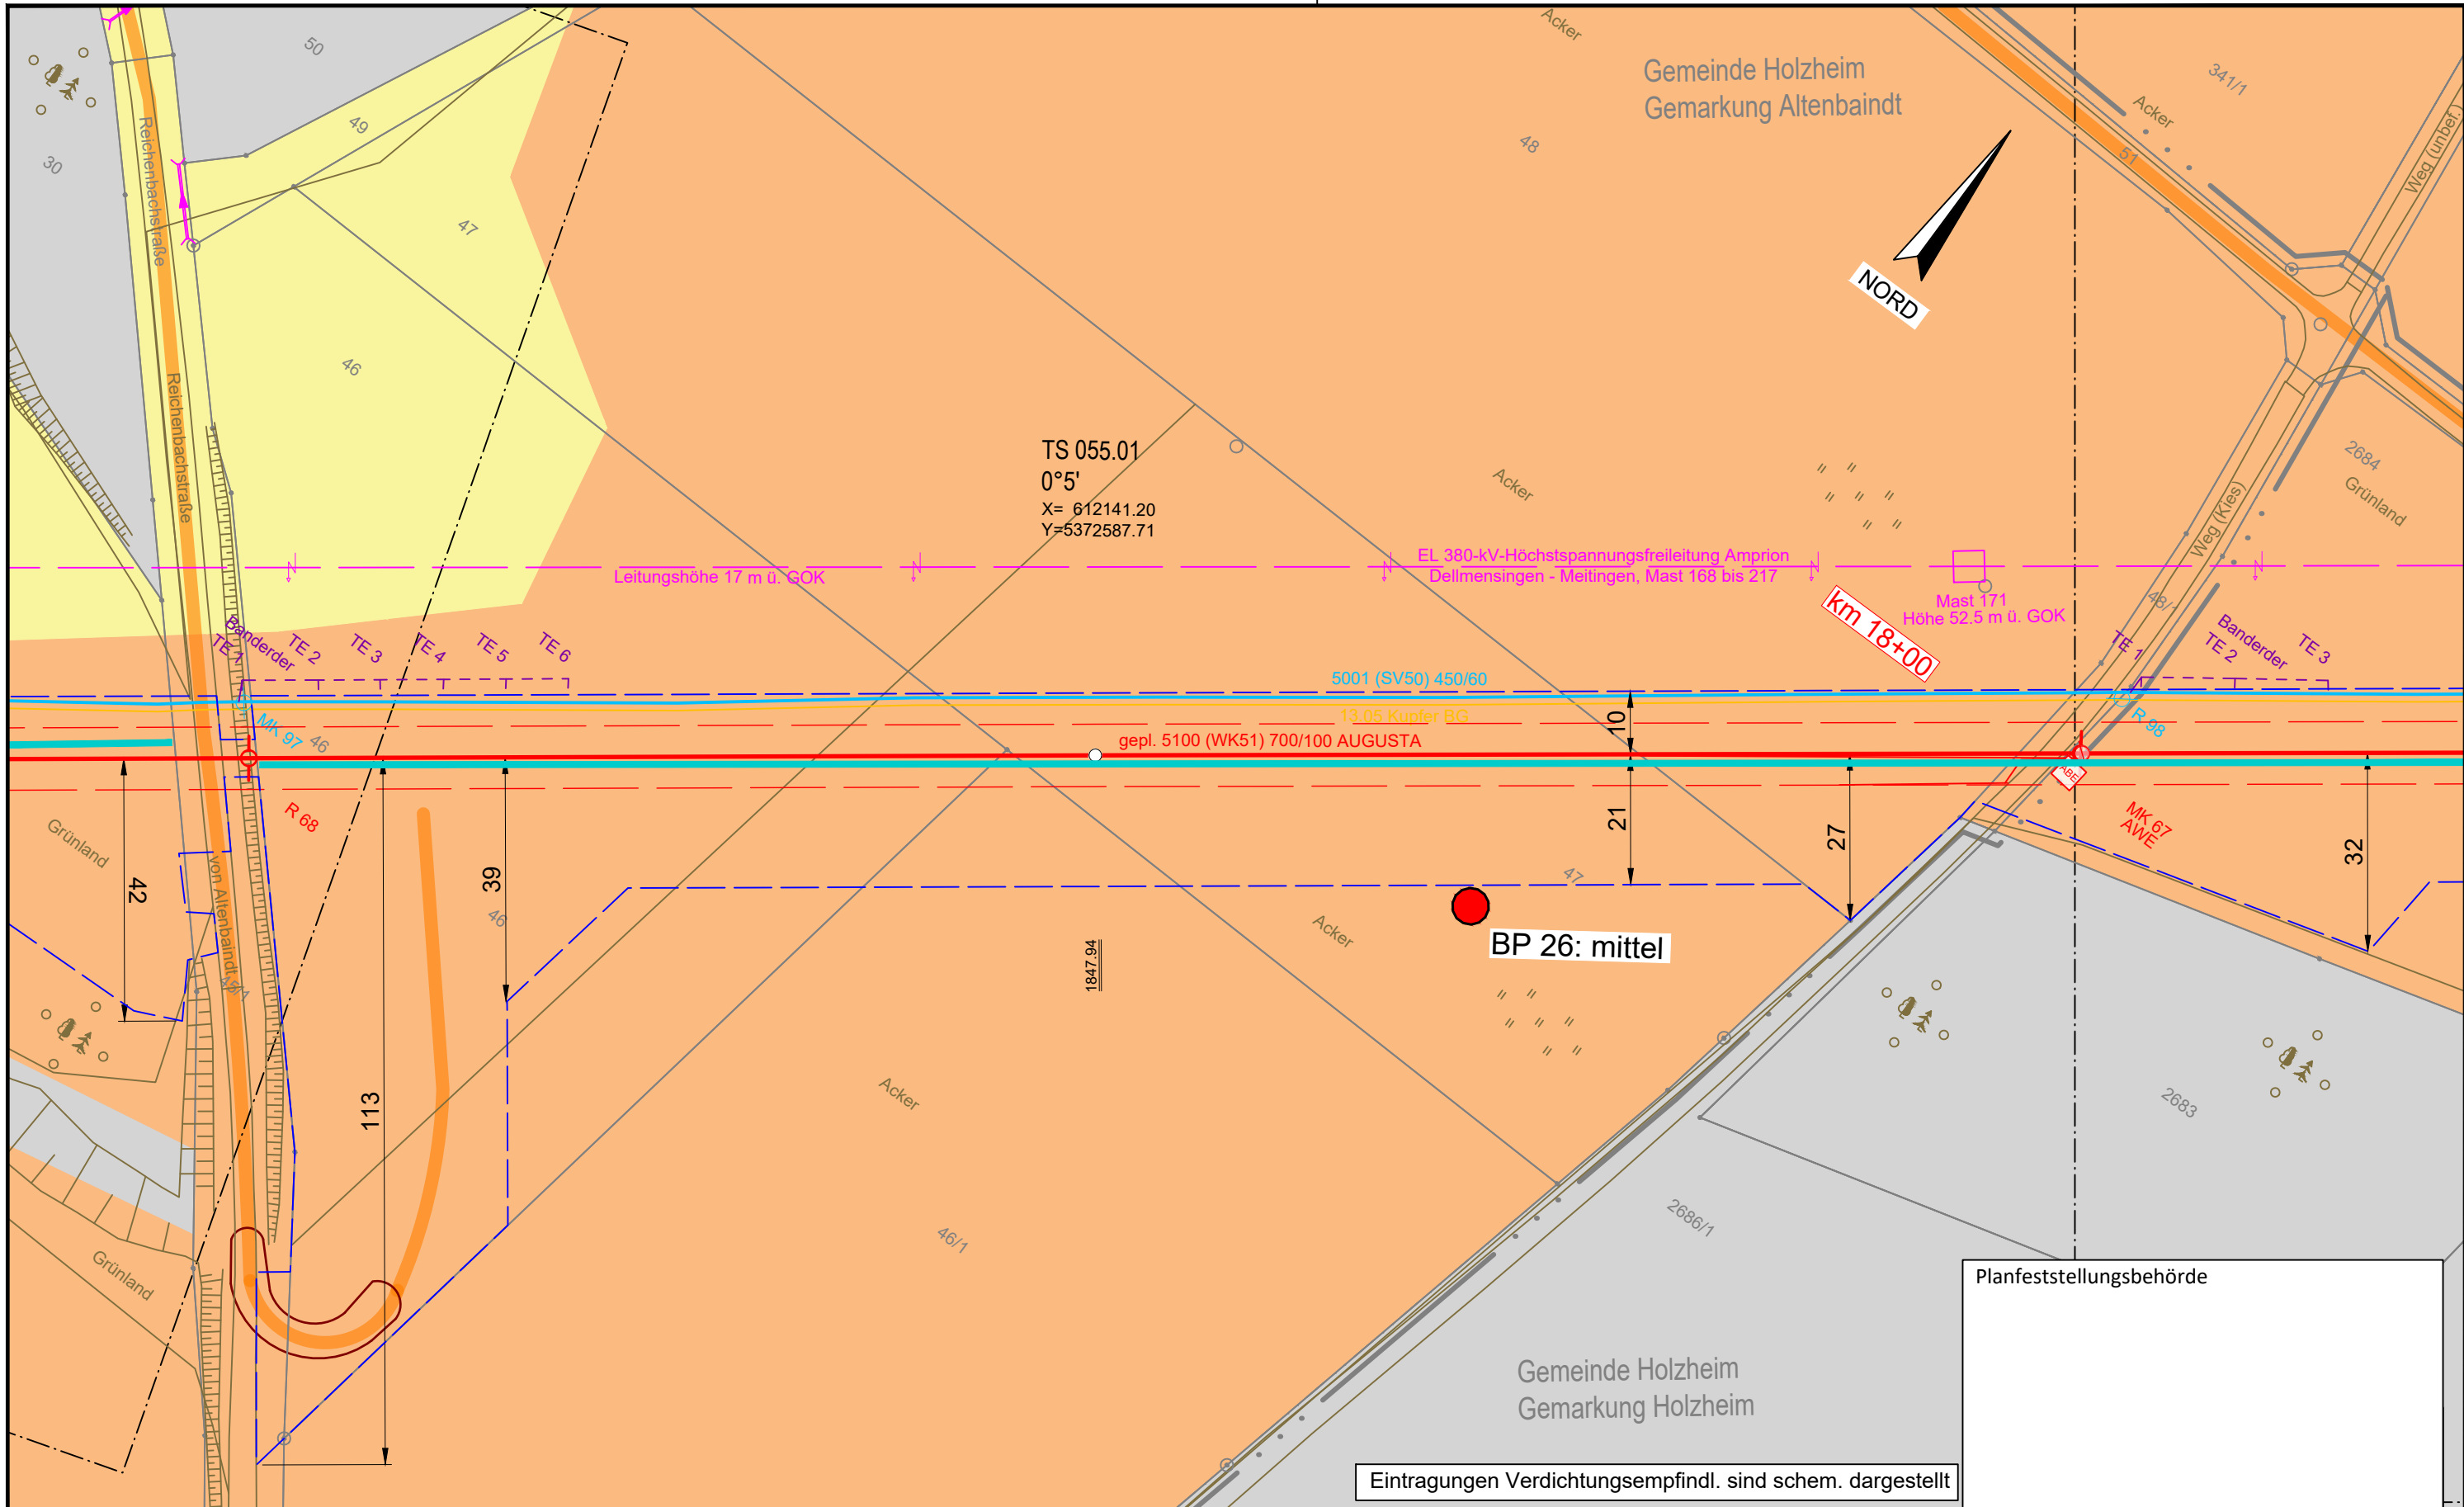 50
49
30
47
46
Reichenbachstraße
Reichenbachstraße
Acker
Gemeinde Holzheim
Gemarkung Altenbaindt
48
341/1
Acker
51
Weg (unbef.)
NORD
TS 055.01
0°5'
X= 612141.20
Y=5372587.71
Acker
2684
Grünland
Weg (Kies)
EL 380-kV-Höchstspannungsfreileitung Amprion
Dellmensingen - Meitingen, Mast 168 bis 217
Leitungshöhe 17 m ü. GOK
Mast 171
Höhe 52.5 m ü. GOK
48/1
km 18+00
Banderder
TE 1
TE 2
TE 3
TE 4
TE 5
TE 6
TE 1
Banderder
TE 2
TE 3
5001 (SV50) 450/60
13.05 Kupfer BG
gepl. 5100 (WK51) 700/100 AUGUSTA
MK 97
46
R 98
10
R 68
ABE
MK 67
AWE
Grünland
42
von Altenbaindt
45/1
39
46
21
27
32
47
BP 26: mittel
Acker
1847.94
113
Acker
46/1
2683
2686/1
Grünland
Planfeststellungsbehörde
Gemeinde Holzheim
Gemarkung Holzheim
Eintragungen Verdichtungsempfindl. sind schem. dargestellt